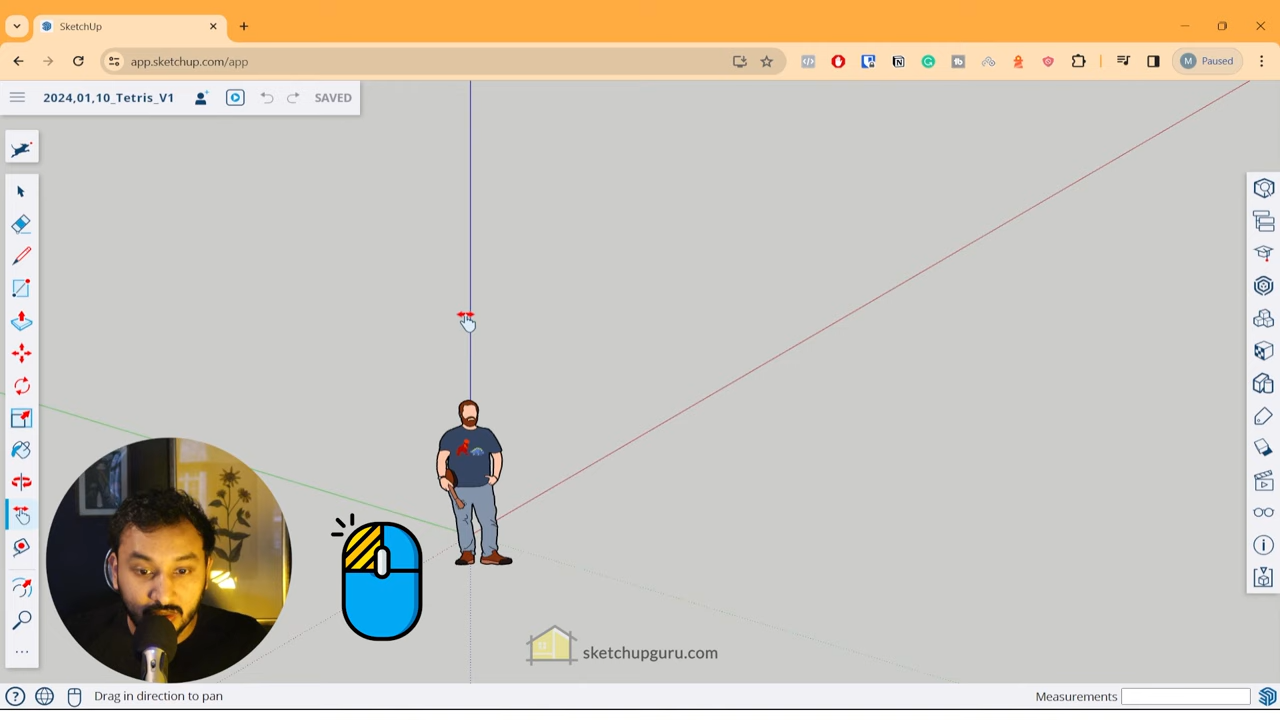 SketchUp
app.sketchup.com/app
M Paused
2024,01,10_Tetris_V1 SAVED
sketchupguru.com
Drag in direction to pan
Measurements